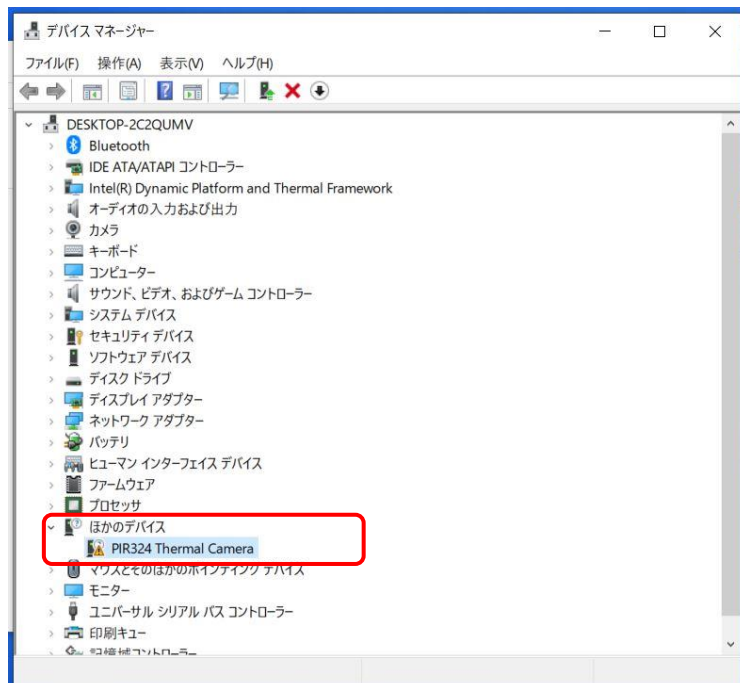 デバイス マネージャー
ファイル(F) 操作(A) 表示(V) ヘルプ(H)
DESKTOP-2C2QUMV
Bluetooth
IDE ATA/ATAPI コントローラー
Intel(R) Dynamic Platform and Thermal Framework
オーディオの入力および出力
カメラ
キーボード
コンピューター
サウンド、ビデオ、およびゲーム コントローラー
システム デバイス
セキュリティ デバイス
ソフトウェア デバイス
ディスク ドライブ
ディスプレイ アダプター
ネットワーク アダプター
バッテリ
ヒューマン インターフェイス デバイス
ファームウェア
プロセッサ
ほかのデバイス
PIR324 Thermal Camera
マウスとそのほかのポインティング デバイス
モニター
ユニバーサル シリアル バス コントローラー
印刷キュー
記憶域コントローラー